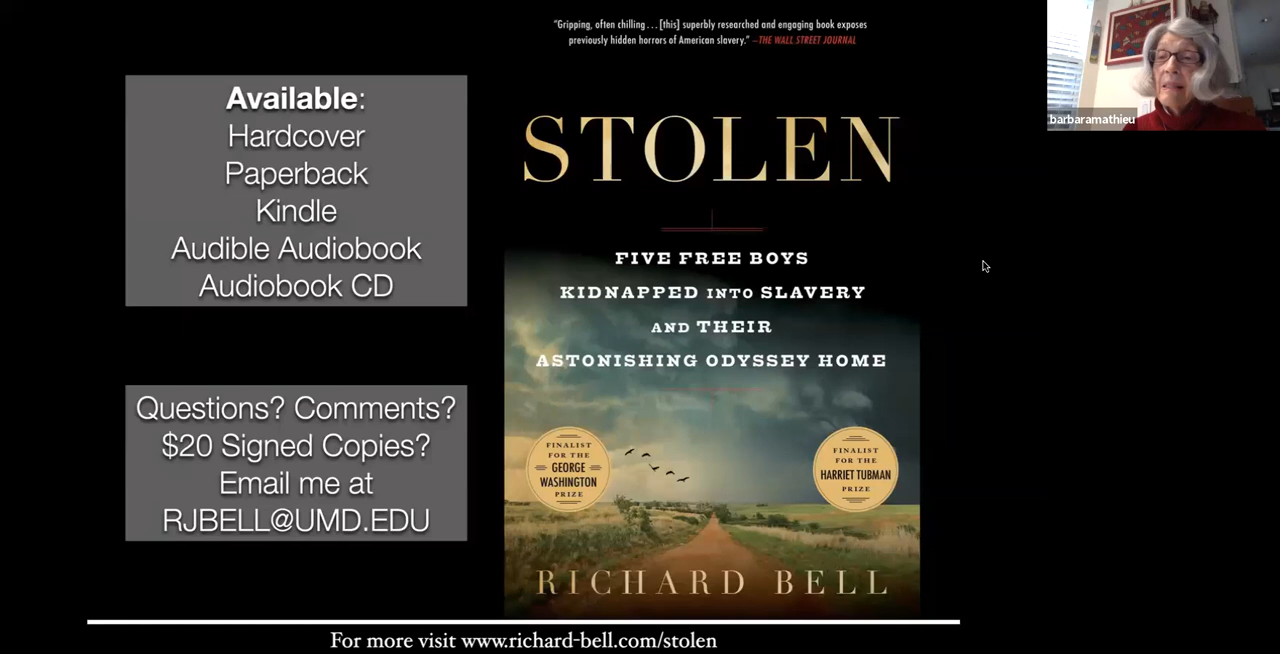 "Gripping, often chilling . . . [this] superbly researched and engaging book exposes
previously hidden horrors of American slavery." —THE WALL STREET JOURNAL
Available:
Hardcover
Paperback
Kindle
Audible Audiobook
Audiobook CD
Questions? Comments?
$20 Signed Copies?
Email me at
RJBELL@UMD.EDU
STOLEN
FIVE FREE BOYS
KIDNAPPED INTO SLAVERY
AND THEIR
ASTONISHING ODYSSEY HOME
FINALIST
FOR THE
GEORGE
WASHINGTON
PRIZE
FINALIST
FOR THE
HARRIET TUBMAN
PRIZE
RICHARD BELL
For more visit www.richard-bell.com/stolen
barbaramathieu